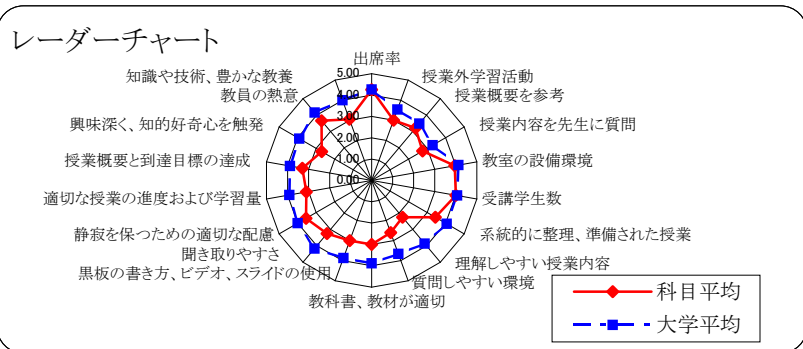 レーダーチャート
出席率
5.00
4.00
3.00
2.00
1.00
0.00
授業外学習活動
授業概要を参考
授業内容を先生に質問
教室の設備環境
受講学生数
系統的に整理、準備された授業
理解しやすい授業内容
質問しやすい環境
教科書、教材が適切
黒板の書き方、ビデオ、スライドの使用
聞き取りやすさ
静寂を保つための適切な配慮
適切な授業の進度および学習量
授業概要と到達目標の達成
興味深く、知的好奇心を触発
教員の熱意
知識や技術、豊かな教養
科目平均
大学平均